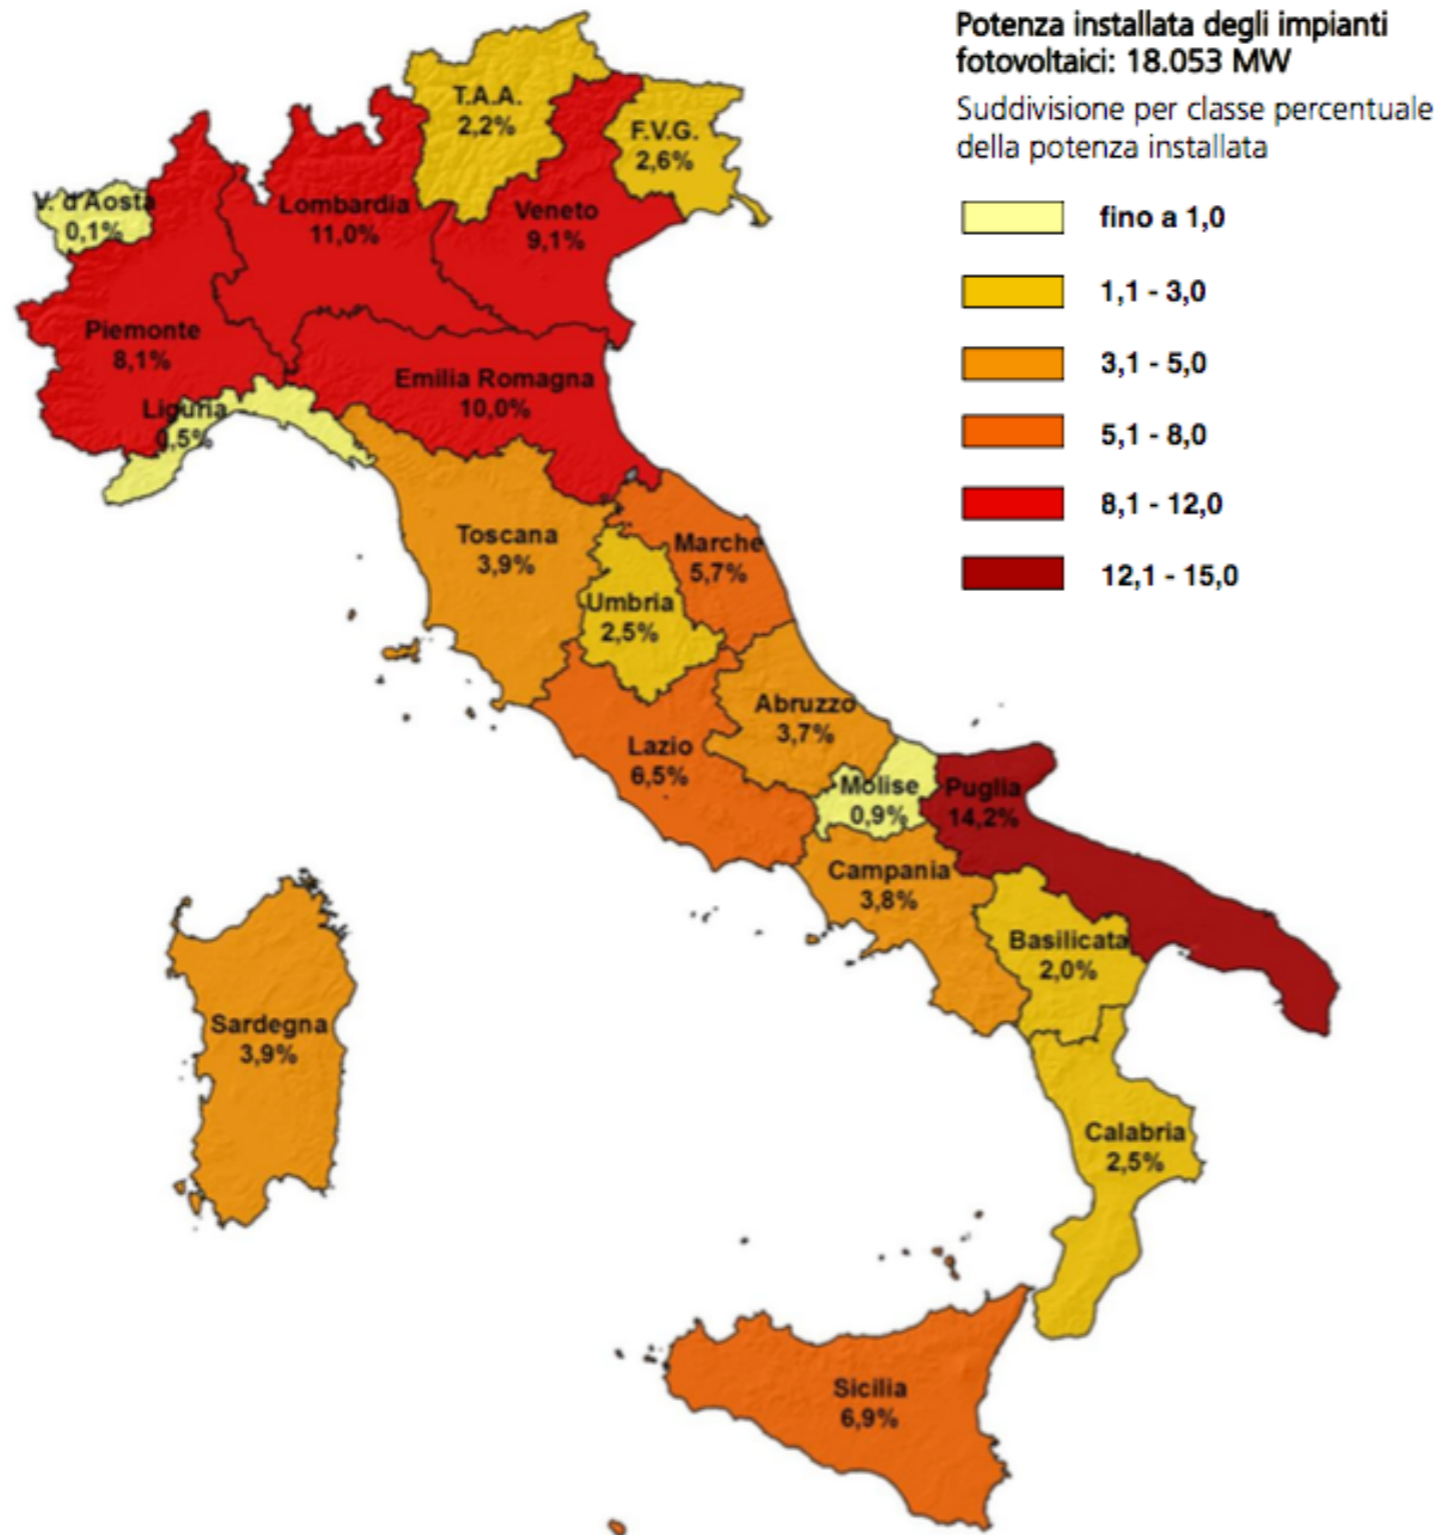 Potenza installata degli impianti
fotovoltaici: 18.053 MW
Suddivisione per classe percentuale
della potenza installata
fino a 1,0
1,1 - 3,0
3,1 - 5,0
5,1 - 8,0
8,1 - 12,0
12,1 - 15,0
T.A.A.
2,2%
F.V.G.
2,6%
V. d'Aosta
0,1%
Lombardia
11,0%
Veneto
9,1%
Piemonte
8,1%
Emilia Romagna
10,0%
Liguria
0,5%
Toscana
3,9%
Marche
5,7%
Umbria
2,5%
Abruzzo
3,7%
Lazio
6,5%
Molise
0,9%
Puglia
14,2%
Campania
3,8%
Basilicata
2,0%
Sardegna
3,9%
Calabria
2,5%
Sicilia
6,9%